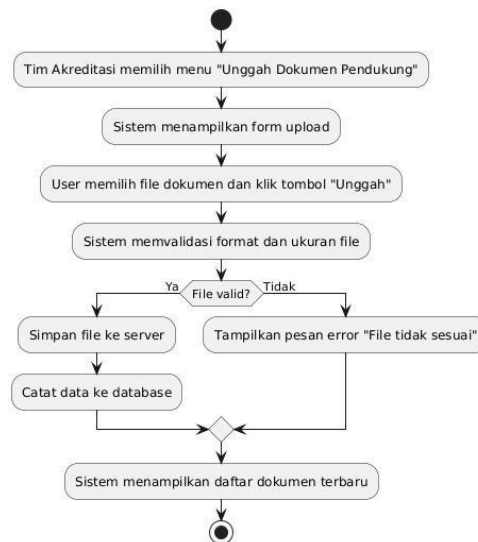 Tim Akreditasi memilih menu "Unggah Dokumen Pendukung"
Sistem menampilkan form upload
User memilih file dokumen dan klik tombol "Unggah"
Sistem memvalidasi format dan ukuran file
Ya
File valid?
Tidak
Simpan file ke server
Tampilkan pesan error "File tidak sesuai"
Catat data ke database
Sistem menampilkan daftar dokumen terbaru